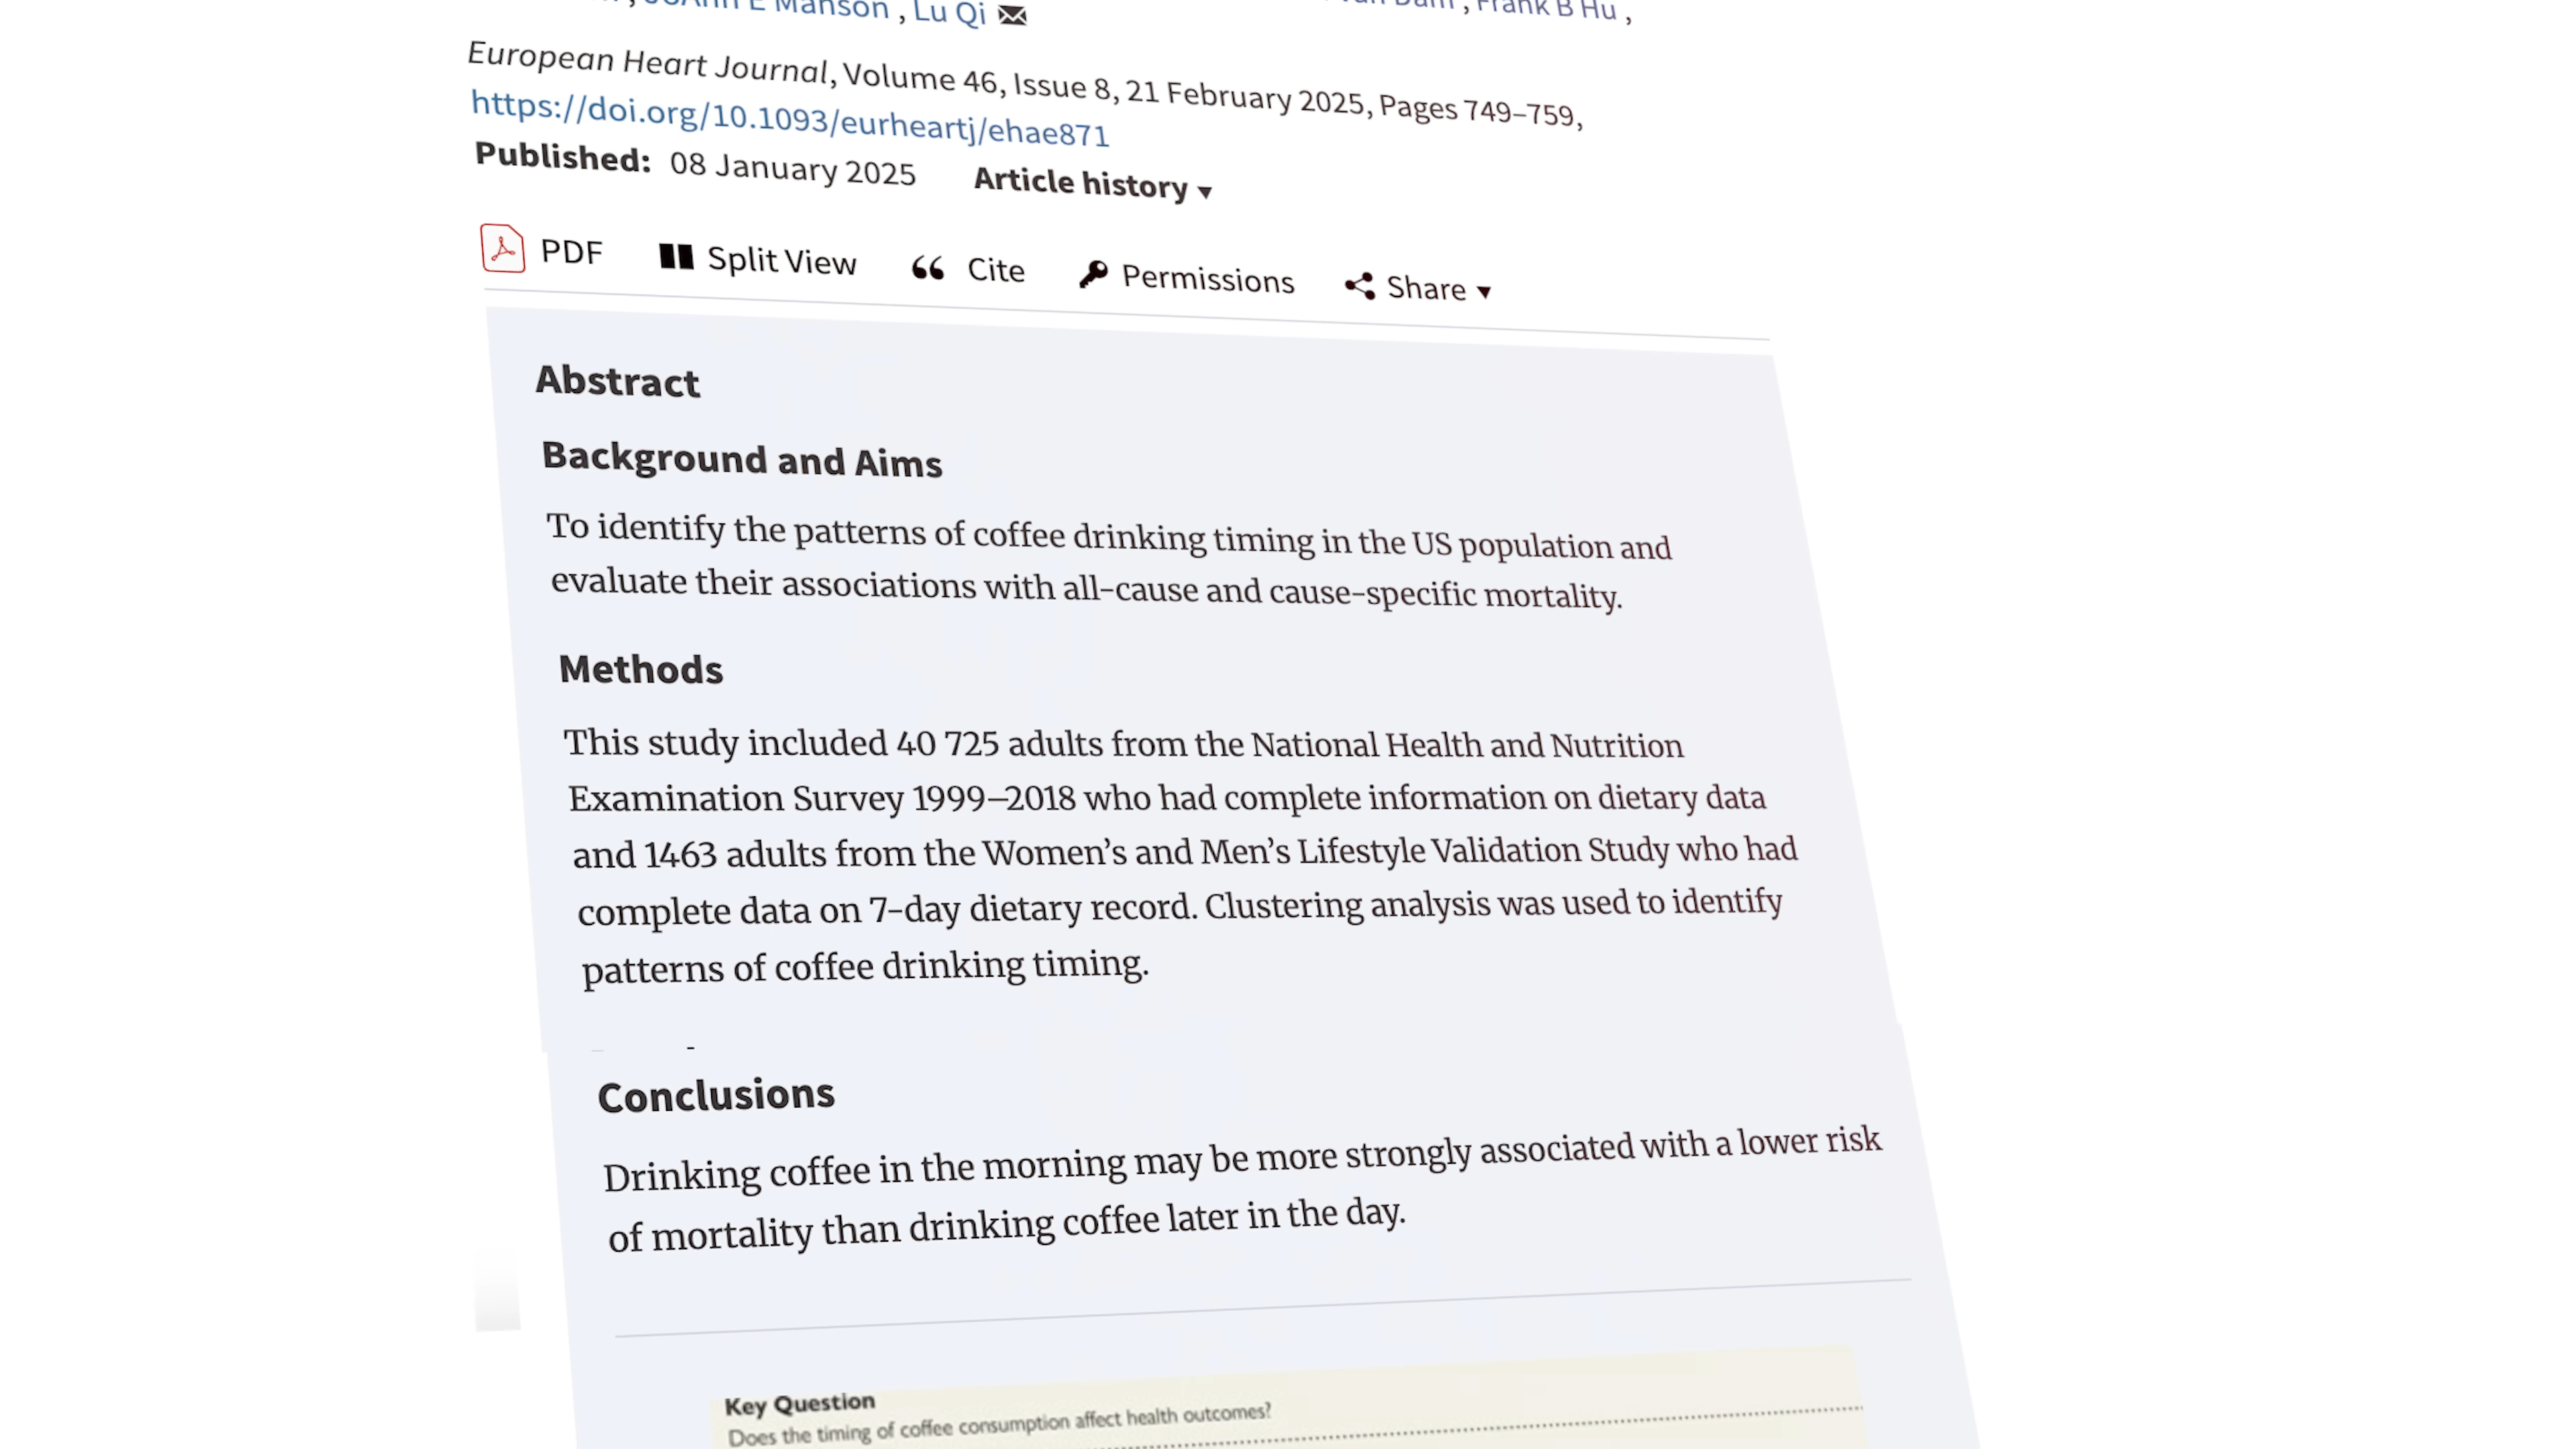 JoAnn E Manson , Lu Qi Frank B Hu ,
European Heart Journal, Volume 46, Issue 8, 21 February 2025, Pages 749–759,
https://doi.org/10.1093/eurheartj/ehae871
Published: 08 January 2025 Article history ▼
PDF Split View Cite Permissions Share ▼
Abstract
Background and Aims
To identify the patterns of coffee drinking timing in the US population and
evaluate their associations with all-cause and cause-specific mortality.
Methods
This study included 40 725 adults from the National Health and Nutrition
Examination Survey 1999–2018 who had complete information on dietary data
and 1463 adults from the Women’s and Men’s Lifestyle Validation Study who had
complete data on 7-day dietary record. Clustering analysis was used to identify
patterns of coffee drinking timing.
Conclusions
Drinking coffee in the morning may be more strongly associated with a lower risk
of mortality than drinking coffee later in the day.
Key Question
Does the timing of coffee consumption affect health outcomes?